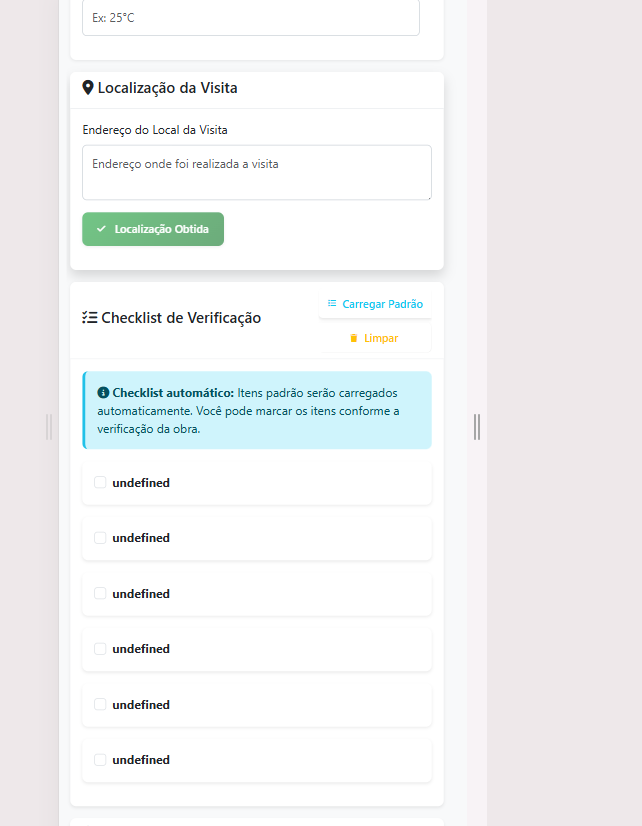 Ex: 25°C
Localização da Visita
Endereço do Local da Visita
Endereço onde foi realizada a visita
Localização Obtida
Checklist de Verificação
Carregar Padrão
Limpar
Checklist automático: Itens padrão serão carregados
automaticamente. Você pode marcar os itens conforme a
verificação da obra.
undefined
undefined
undefined
undefined
undefined
undefined